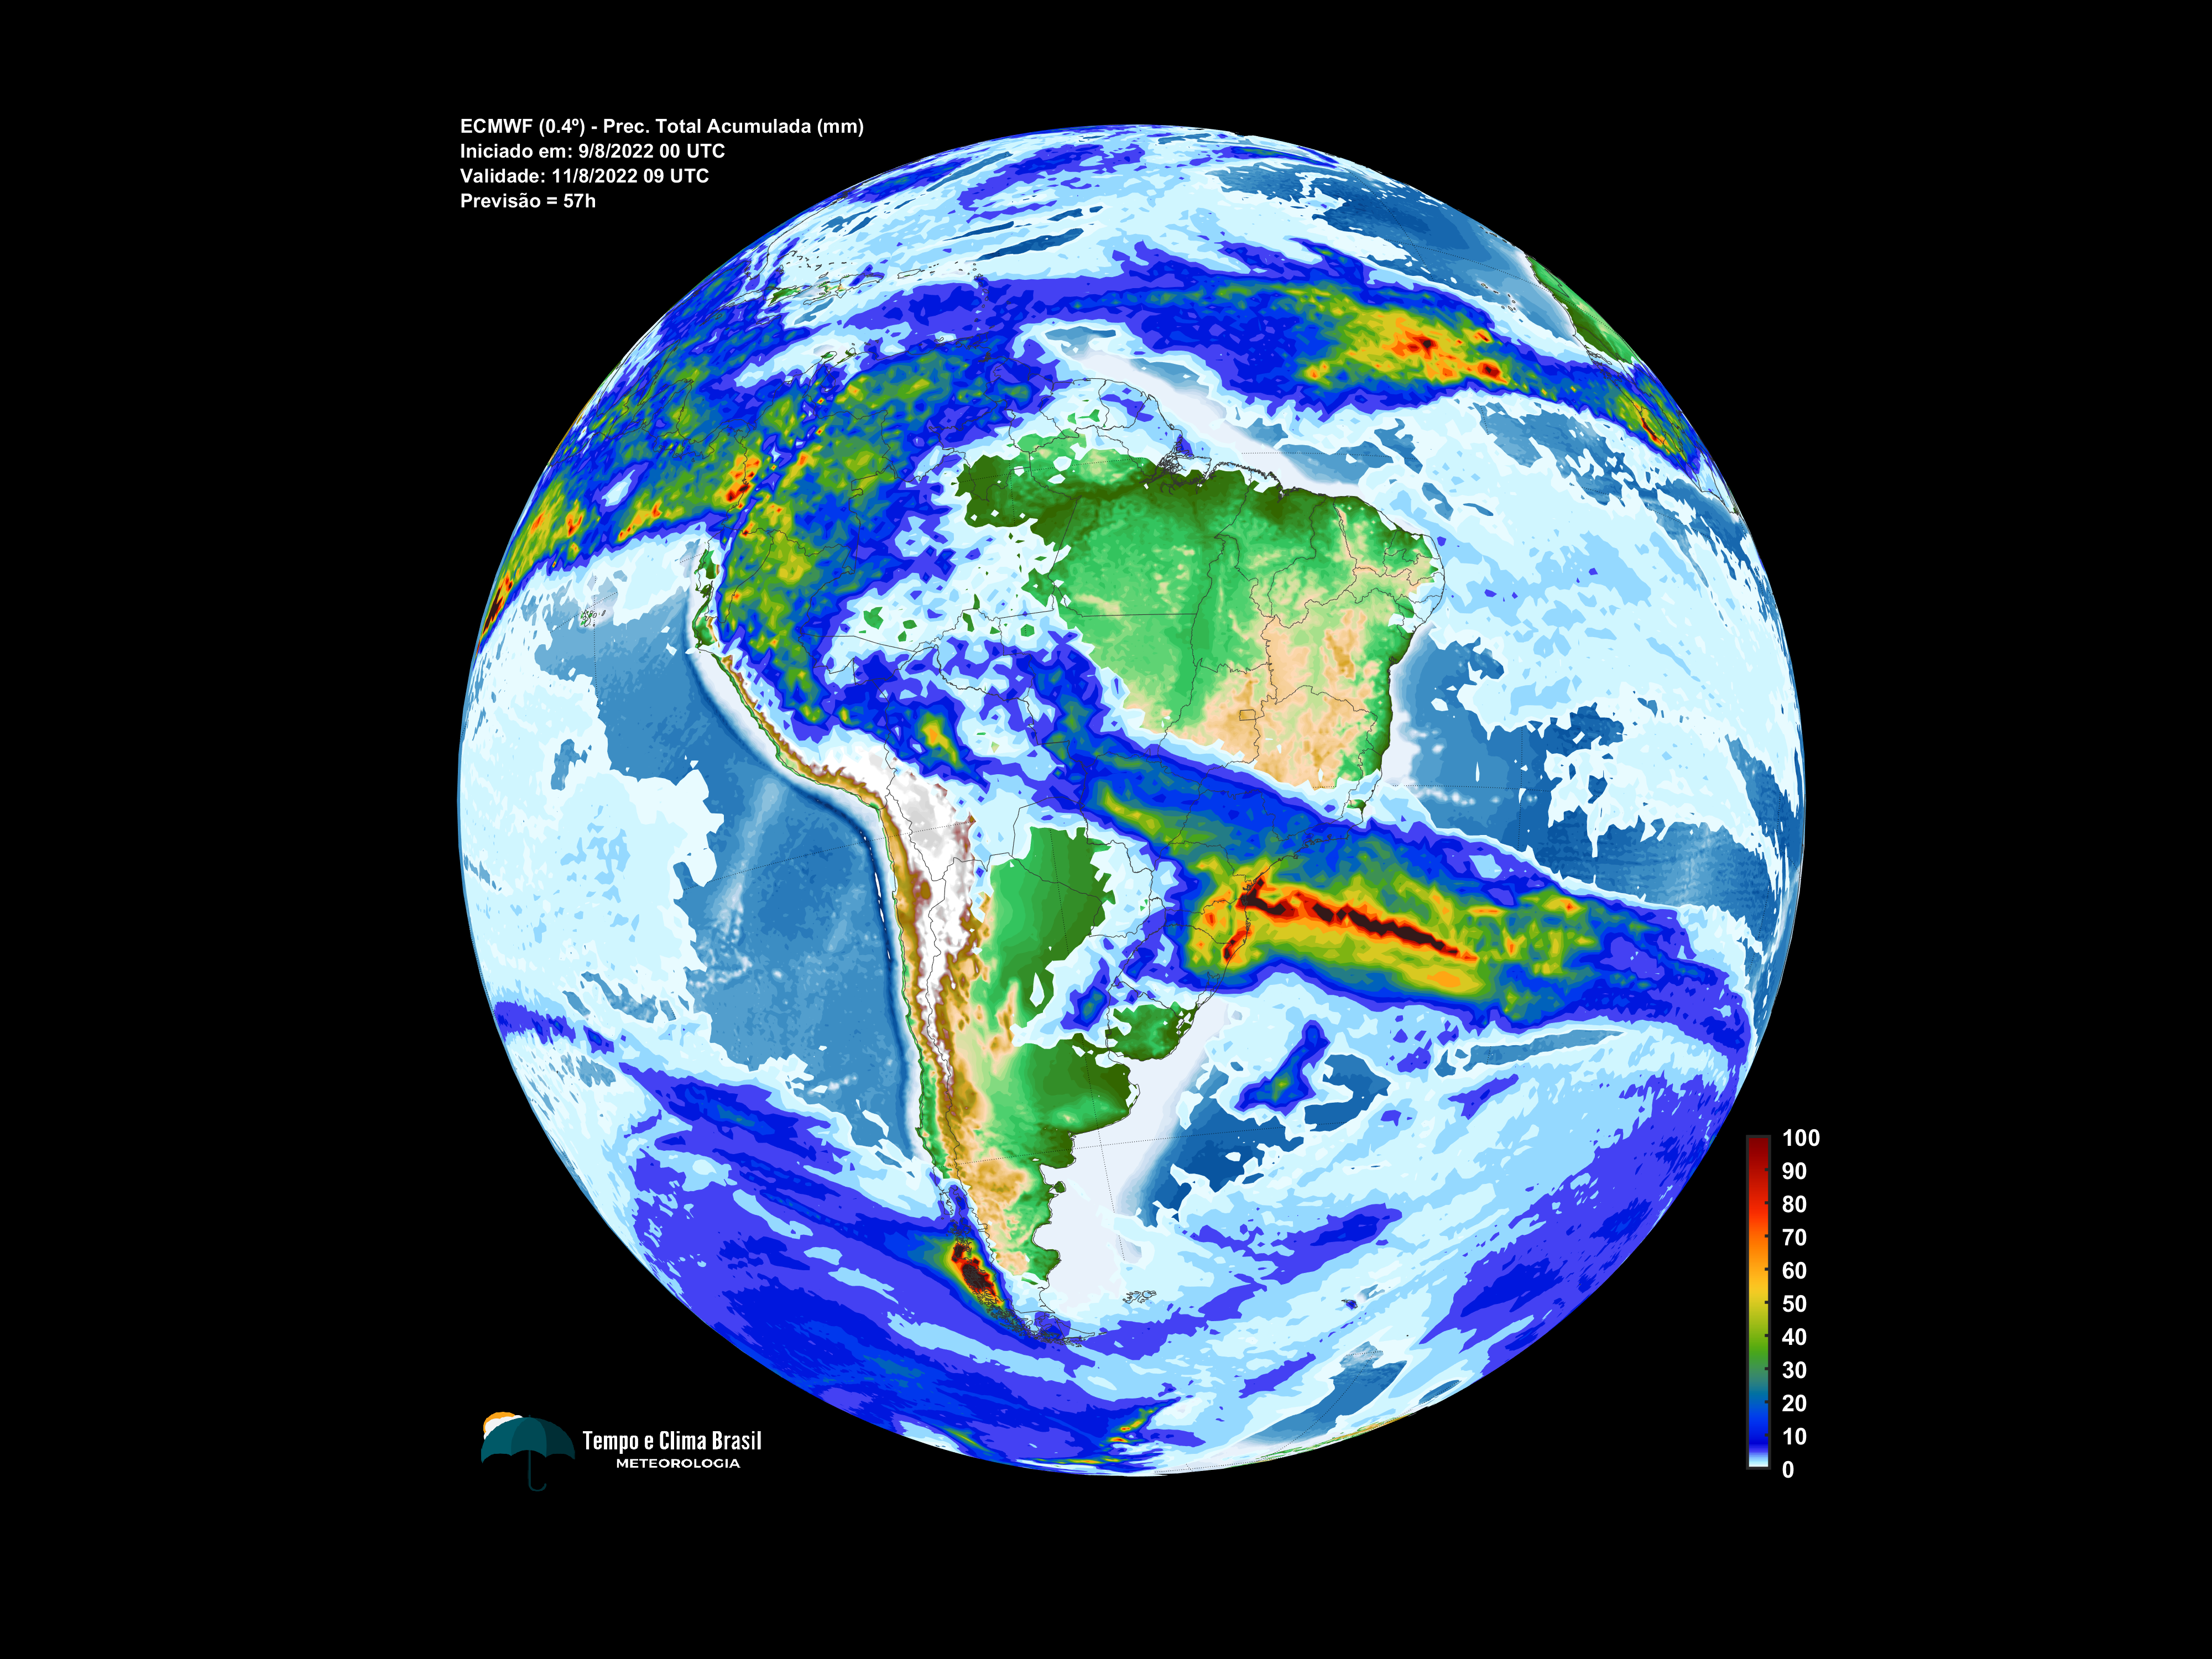 ECMWF (0.4º) - Prec. Total Acumulada (mm)
Iniciado em: 9/8/2022 00 UTC
Validade: 11/8/2022 09 UTC
Previsão = 57h
100
90
80
70
60
50
40
30
20
10
0
Tempo e Clima Brasil
METEOROLOGIA